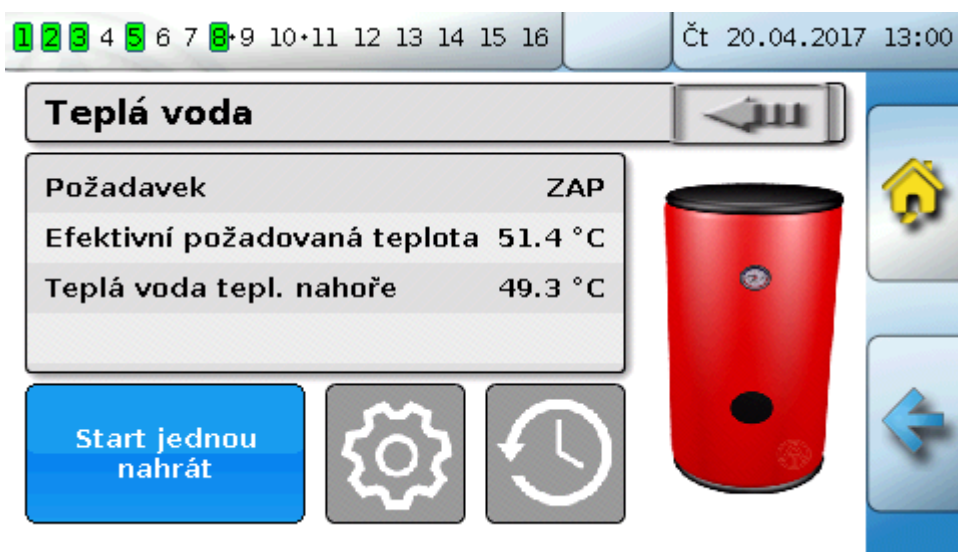 1 2 3 4 5 6 7 8·9 10·11 12 13 14 15 16 Čt 20.04.2017 13:00
Teplá voda
Požadavek ZAP
Efektivní požadovaná teplota 51.4 °C
Teplá voda tepl. nahoře 49.3 °C
Start jednou
nahrát